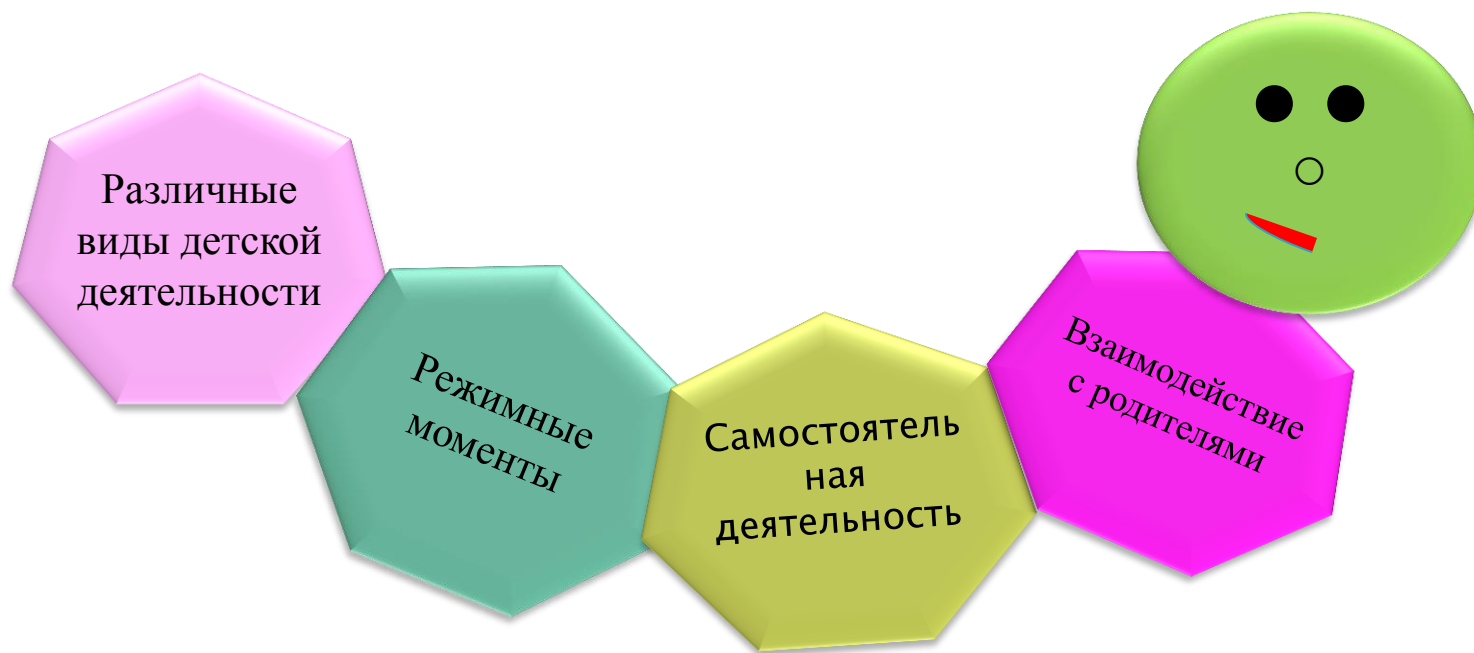 Различные
виды детской
деятельности
Режимные
моменты
Самостоятель
ная
деятельность
Взаимодействие
с родителями